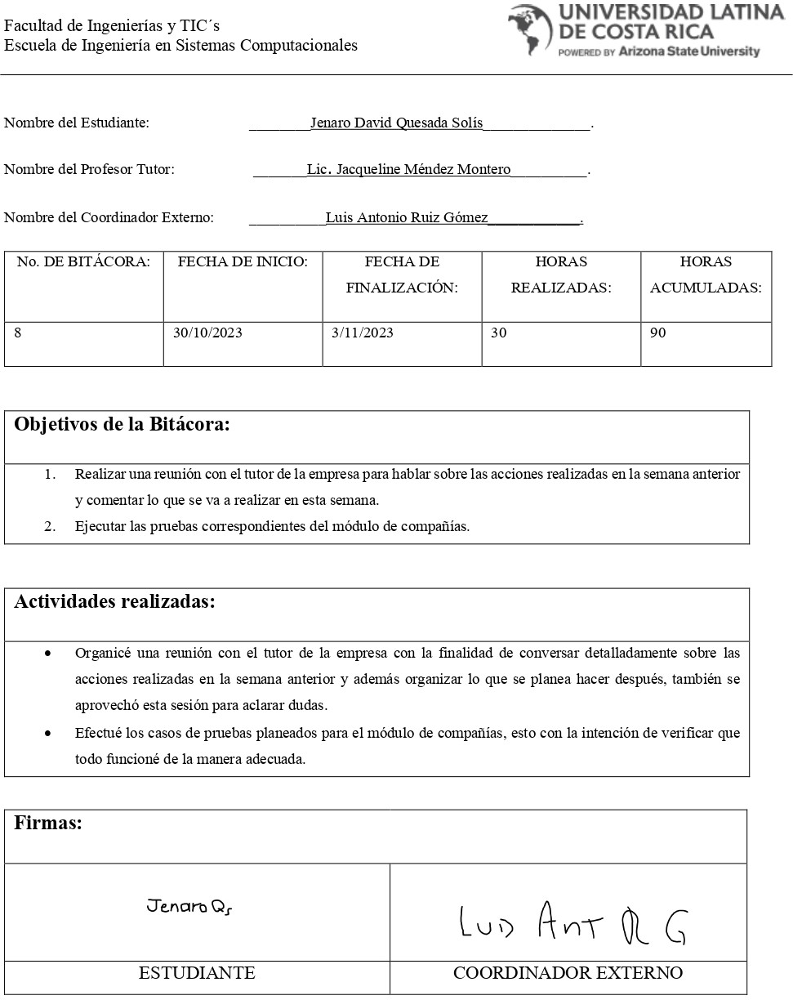 Facultad de Ingenierías y TIC´s
Escuela de Ingeniería en Sistemas Computacionales
UNIVERSIDAD LATINA
DE COSTA RICA
POWERED BY Arizona State University
Nombre del Estudiante: ________Jenaro David Quesada Solís______________.
Nombre del Profesor Tutor: _______Lic. Jacqueline Méndez Montero__________.
Nombre del Coordinador Externo: __________Luis Antonio Ruiz Gómez____________.
No. DE BITÁCORA: FECHA DE INICIO: FECHA DE FINALIZACIÓN: HORAS REALIZADAS: HORAS ACUMULADAS:
8 30/10/2023 3/11/2023 30 90
Objetivos de la Bitácora:
1. Realizar una reunión con el tutor de la empresa para hablar sobre las acciones realizadas en la semana anterior
y comentar lo que se va a realizar en esta semana.
2. Ejecutar las pruebas correspondientes del módulo de compañías.
Actividades realizadas:
• Organicé una reunión con el tutor de la empresa con la finalidad de conversar detalladamente sobre las
acciones realizadas en la semana anterior y además organizar lo que se planea hacer después, también se
aprovechó esta sesión para aclarar dudas.
• Efectué los casos de pruebas planeados para el módulo de compañías, esto con la intención de verificar que
todo funcioné de la manera adecuada.
Firmas:
Jenaro Qs
Luis Ant R G
ESTUDIANTE COORDINADOR EXTERNO